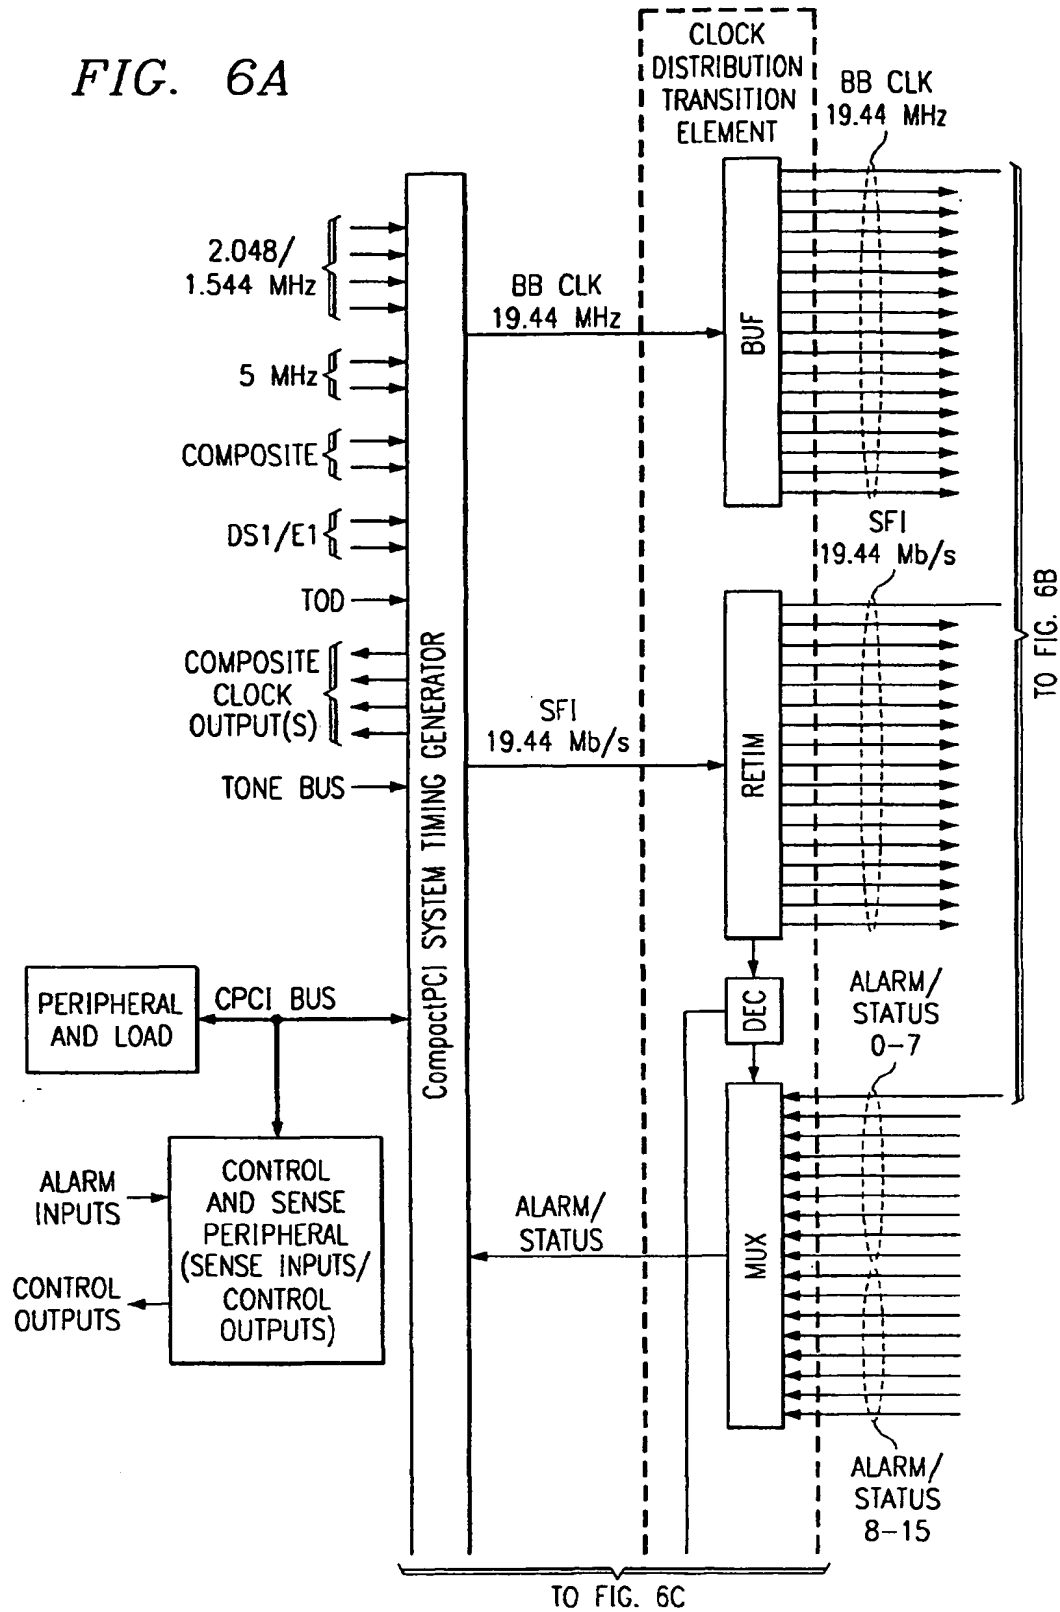 FIG. 6A
CLOCK
DISTRIBUTION
TRANSITION
ELEMENT
BB CLK
19.44 MHz
2.048/
1.544 MHz
BB CLK
19.44 MHz
BUF
5 MHz
COMPOSITE
DS1/E1
SFI
19.44 Mb/s
TOD
TO FIG. 6B
COMPOSITE
CLOCK
OUTPUT(S)
CompactPCI SYSTEM TIMING GENERATOR
SFI
19.44 Mb/s
RETIM
TONE BUS
PERIPHERAL
AND LOAD
CPCI BUS
DEC
ALARM/
STATUS
0-7
ALARM
INPUTS
CONTROL
AND SENSE
PERIPHERAL
(SENSE INPUTS/
CONTROL
OUTPUTS)
CONTROL
OUTPUTS
ALARM/
STATUS
MUX
ALARM/
STATUS
8-15
TO FIG. 6C